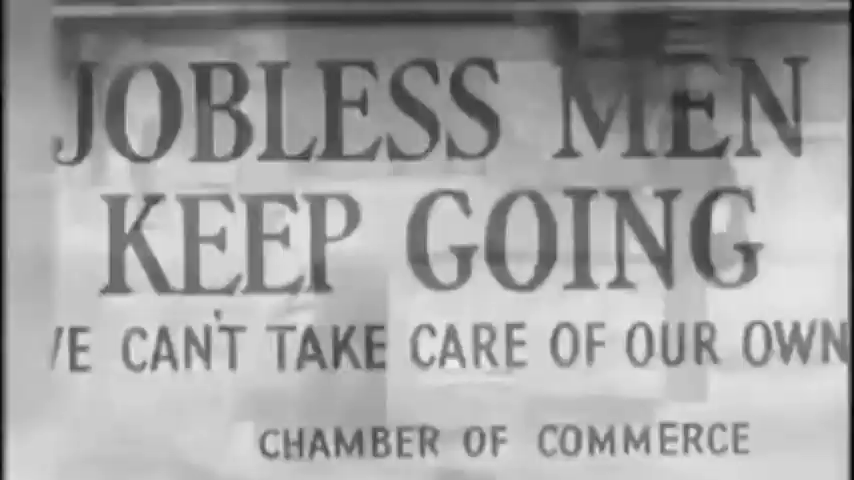 JOBLESS MEN
KEEP GOING
/E CAN'T TAKE CARE OF OUR OWN
CHAMBER OF COMMERCE